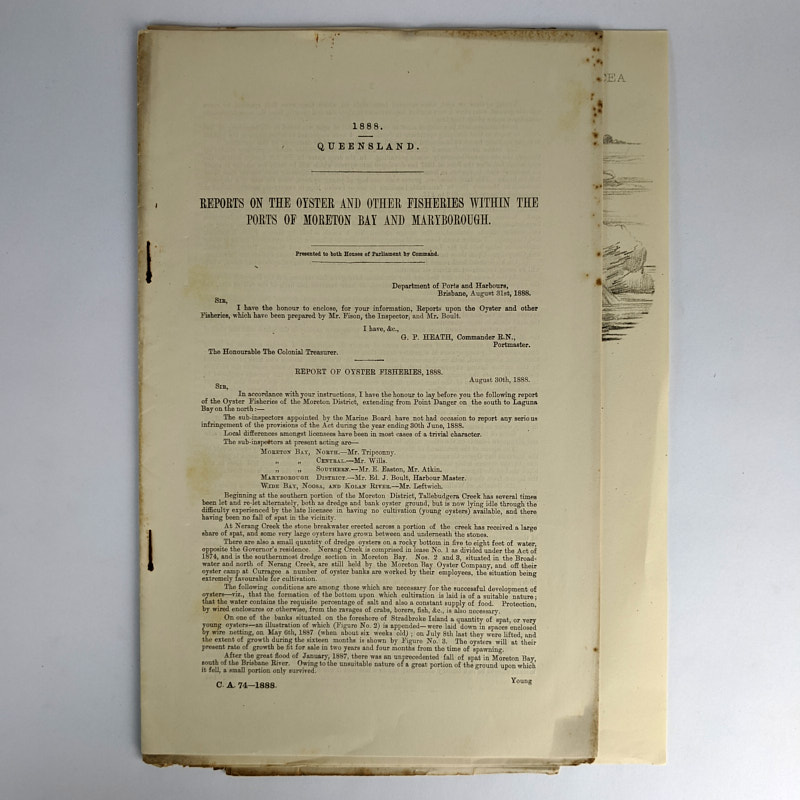 1888.
QUEENSLAND.
REPORTS ON THE OYSTER AND OTHER FISHERIES WITHIN THE
PORTS OF MORETON BAY AND MARYBOROUGH.
Presented to both Houses of Parliament by Command.
Department of Ports and Harbours,
Brisbane, August 31st, 1888.
SIR,
I have the honour to enclose, for your information, Reports upon the Oyster and other
Fisheries, which have been prepared by Mr. Fison, the Inspector, and Mr. Boult.
I have, &c.,
G. P. HEATH, Commander R.N.,
Portmaster.
The Honourable The Colonial Treasurer.
REPORT OF OYSTER FISHERIES, 1888.
August 30th, 1888.
SIR,
In accordance with your instructions, I have the honour to lay before you the following report
of the Oyster Fisheries of the Moreton District, extending from Point Danger on the south to Laguna
Bay on the north:—
The sub-inspectors appointed by the Marine Board have not had occasion to report any serious
infringement of the provisions of the Act during the year ending 30th June, 1888.
Local differences amongst licensees have been in most cases of a trivial character.
The sub-inspectors at present acting are—
MORETON BAY, NORTH.—Mr. Tripconny.
„ „ CENTRAL.—Mr. Wills.
„ „ SOUTHERN.—Mr. E. Easton, Mr. Atkin.
MARYBOROUGH DISTRICT.—Mr. Ed. J. Boult, Harbour Master.
WIDE BAY, NOOSA, AND KOLAN RIVER.—Mr. Leftwich.
Beginning at the southern portion of the Moreton District, Tallebudgera Creek has several times
been let and re-let alternately, both as dredge and bank oyster ground, but is now lying idle through the
difficulty experienced by the late licensee in having no cultivation (young oysters) available, and there
having been no fall of spat in the vicinity.
At Nerang Creek the stone breakwater erected across a portion of the creek has received a large
share of spat, and some very large oysters have grown between and underneath the stones.
There are also a small quantity of dredge oysters on a rocky bottom in five to eight feet of water,
opposite the Governor's residence. Nerang Creek is comprised in lease No. 1 as divided under the Act of
1874, and is the southernmost dredge section in Moreton Bay. Nos. 2 and 3, situated in the Broad-
water and north of Nerang Creek, are still held by the Moreton Bay Oyster Company, and off their
oyster camp at Curragee a number of oyster banks are worked by their employees, the situation being
extremely favourable for cultivation.
The following conditions are among those which are necessary for the successful development of
oysters—viz., that the formation of the bottom upon which cultivation is laid is of a suitable nature;
that the water contains the requisite percentage of salt and also a constant supply of food. Protection,
by wired enclosures or otherwise, from the ravages of crabs, borers, fish, &c., is also necessary.
On one of the banks situated on the foreshore of Stradbroke Island a quantity of spat, or very
young oysters—an illustration of which (Figure No. 2) is appended—were laid down in spaces enclosed
by wire netting, on May 6th, 1887 (when about six weeks old); on July 8th last they were lifted, and
the extent of growth during the sixteen months is shown by Figure No. 3. The oysters will at their
present rate of growth be fit for sale in two years and four months from the time of spawning.
After the great flood of January, 1887, there was an unprecedented fall of spat in Moreton Bay,
south of the Brisbane River. Owing to the unsuitable nature of a great portion of the ground upon which
it fell, a small portion only survived.
Young
C. A. 74—1888.